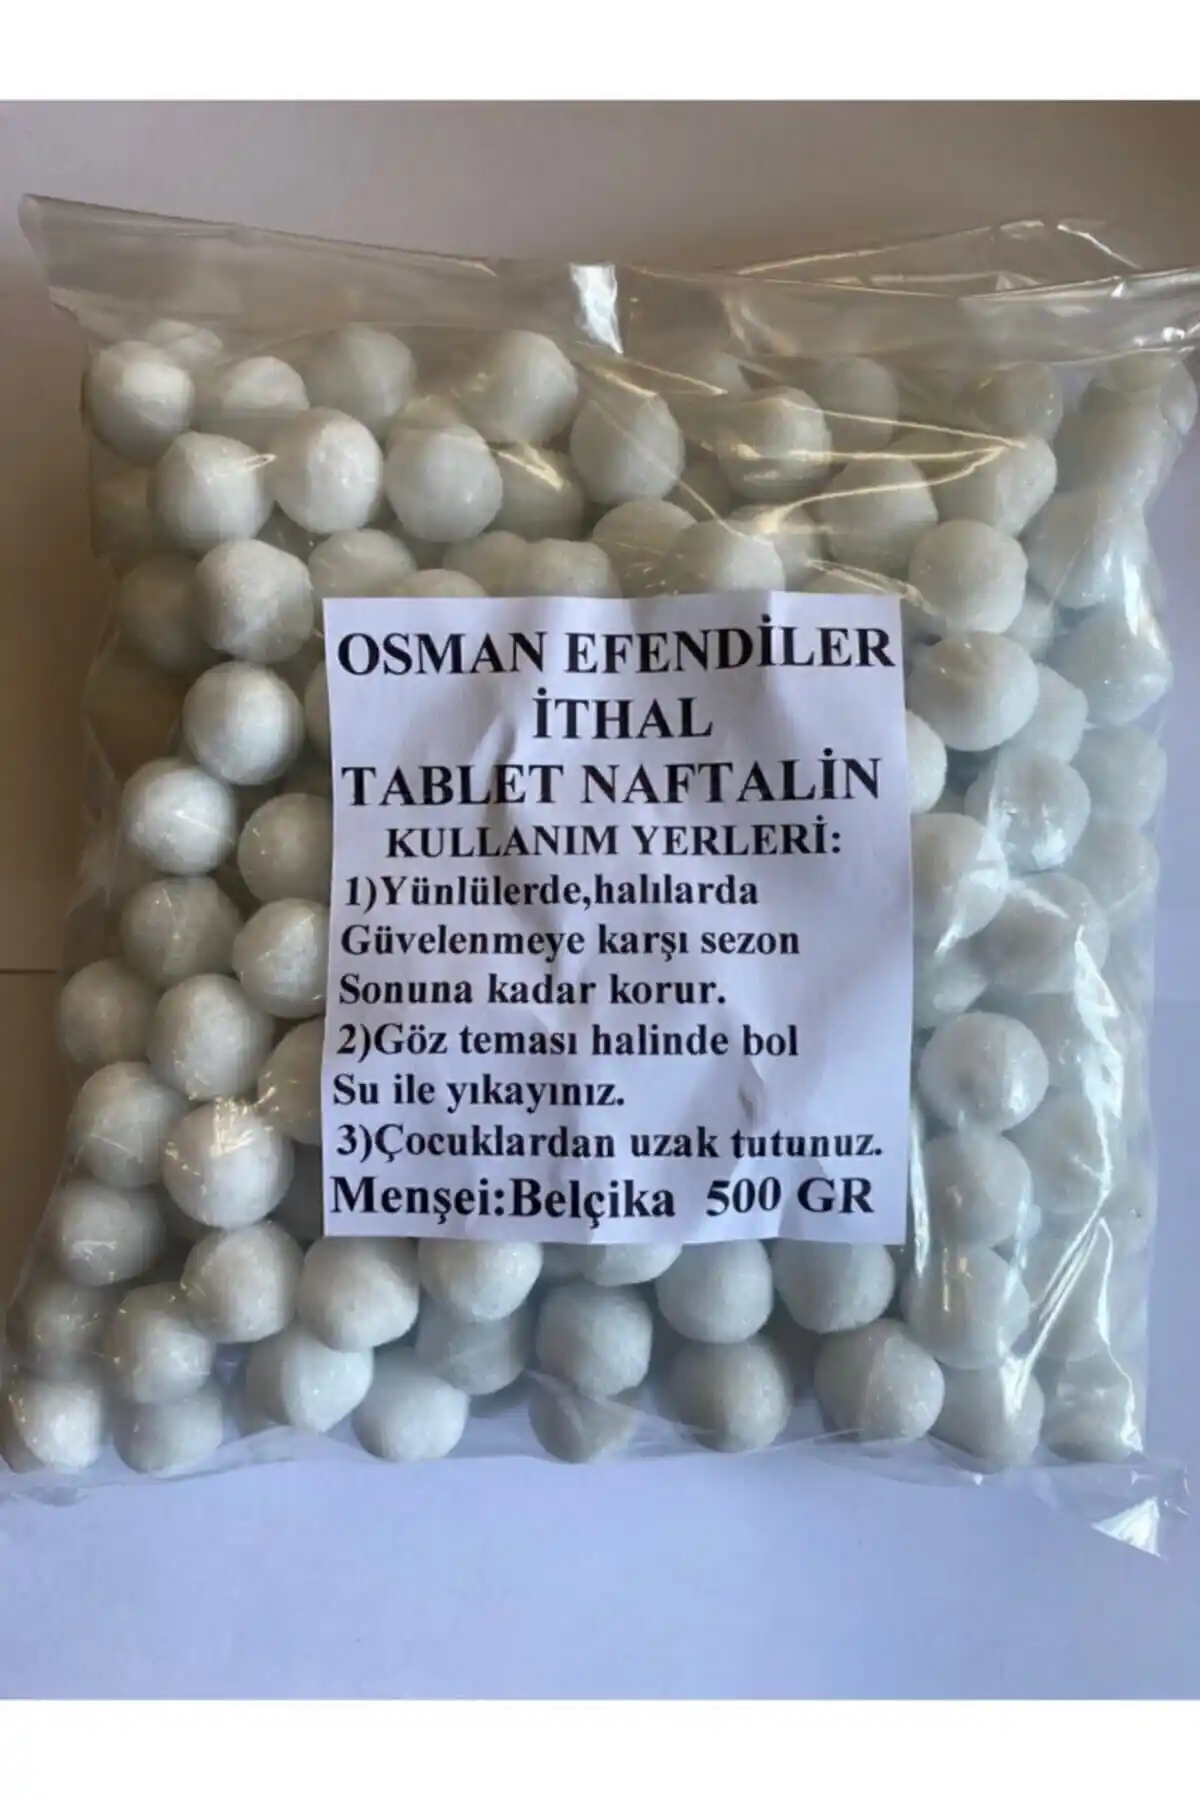 OSMAN EFENDİLER
İTHAL
TABLET NAFTALİN
KULLANIM YERLERİ:
1)Yünlülerde,halılarda
Güvelenmeye karşı sezon
Sonuna kadar korur.
2)Göz teması halinde bol
Su ile yıkayınız.
3)Çocuklardan uzak tutunuz.
Menşei:Belçika 500 GR